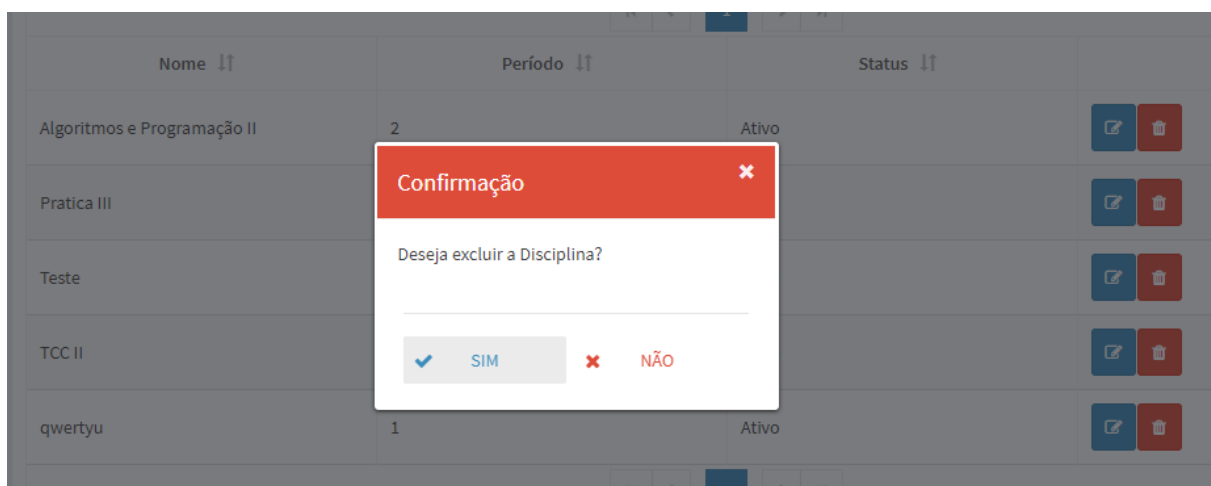 1
Nome Período Status
Algoritmos e Programação II 2 Ativo
Confirmação
Pratica III
Deseja excluir a Disciplina?
Teste
TCC II
SIM NÃO
qwertyu 1 Ativo